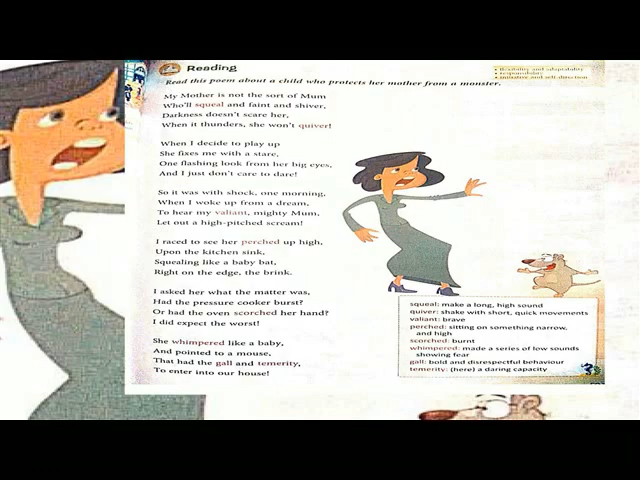 Reading
• flexibility and adaptability
• responsibility
• initiative and self-direction
Read this poem about a child who protects her mother from a monster.
My Mother is not the sort of Mum
Who'll squeal and faint and shiver,
Darkness doesn't scare her,
When it thunders, she won't quiver!
When I decide to play up
She fixes me with a stare,
One flashing look from her big eyes,
And I just don't care to dare!
So it was with shock, one morning,
When I woke up from a dream,
To hear my valiant, mighty Mum,
Let out a high-pitched scream!
I raced to see her perched up high,
Upon the kitchen sink,
Squealing like a baby bat,
Right on the edge, the brink.
I asked her what the matter was,
Had the pressure cooker burst?
Or had the oven scorched her hand?
I did expect the worst!
She whimpered like a baby,
And pointed to a mouse,
That had the gall and temerity,
To enter into our house!
squeal: make a long, high sound
quiver: shake with short, quick movements
valiant: brave
perched: sitting on something narrow,
and high
scorched: burnt
whimpered: made a series of low sounds
showing fear
gall: bold and disrespectful behaviour
temerity: (here) a daring capacity